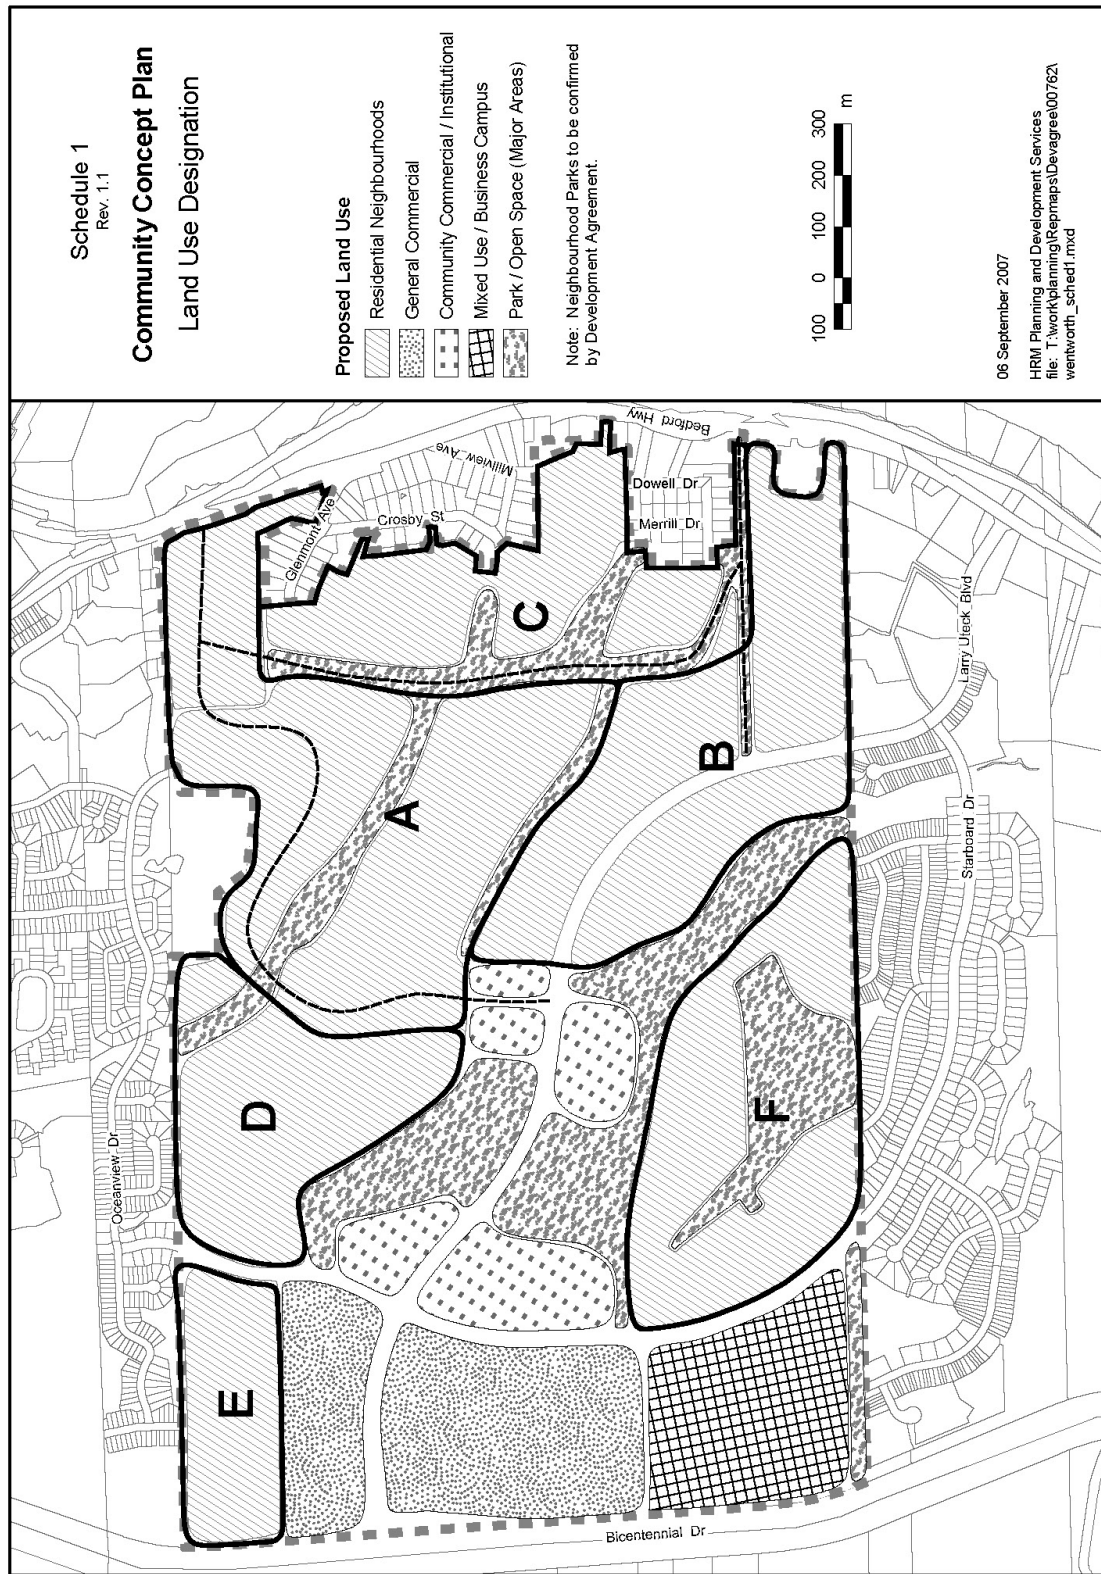 Schedule 1
Rev. 1.1
Community Concept Plan
Land Use Designation
Proposed Land Use
Residential Neighbourhoods
General Commercial
Community Commercial / Institutional
Mixed Use / Business Campus
Park / Open Space (Major Areas)
Note: Neighbourhood Parks to be confirmed
by Development Agreement.
100 0 100 200 300
m
06 September 2007
HRM Planning and Development Services
file: T:\work\planning\Repmaps\Devagree\00762\
wentworth_sched1.mxd
Bedford Hwy
Millview Ave
Glenmont Ave
Crosby St
Dowell Dr
Merrill Dr
Larry Uteck Blvd
Starboard Dr
Oceanview Dr
Bicentennial Dr
A
B
C
D
E
F